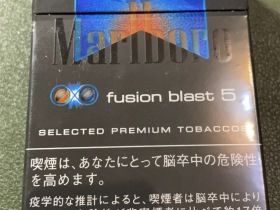 Marlboro
fusion blast 5
SELECTED PREMIUM TOBACCOS
喫煙は、あなたにとって脳卒中の危険性
を高めます。
疫学的な推計によると、喫煙者は脳卒中により